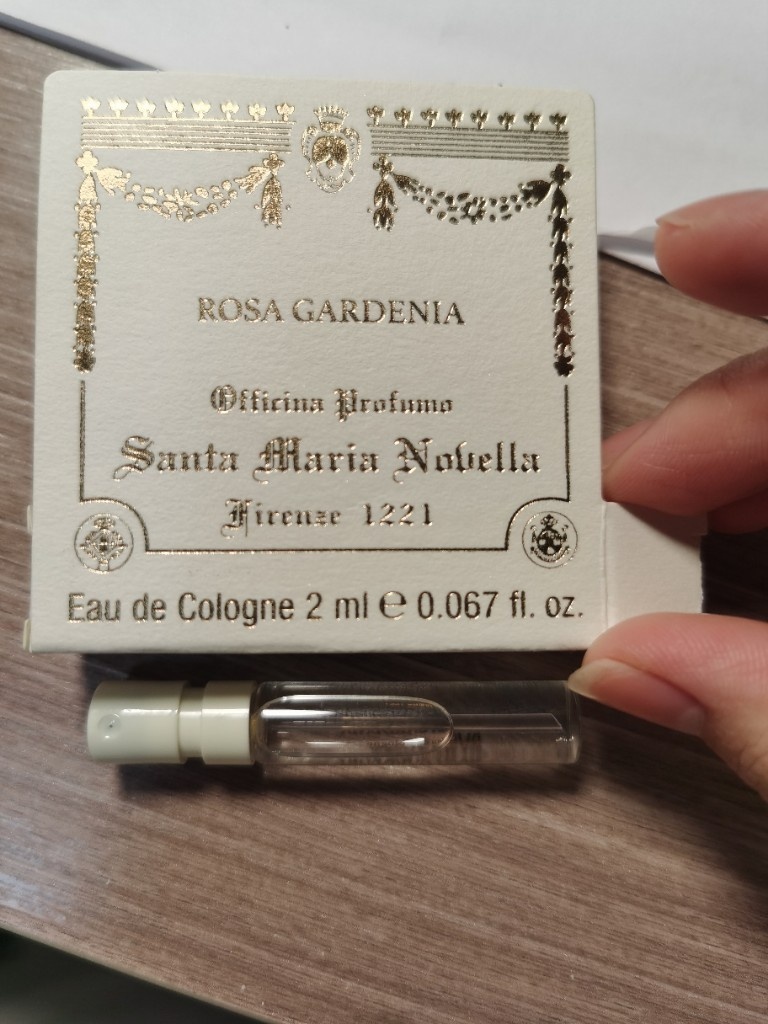 ROSA GARDENIA
Officina Profumo
Santa Maria Novella
Firenze 1221
Eau de Cologne 2 ml ℮ 0.067 fl. oz.